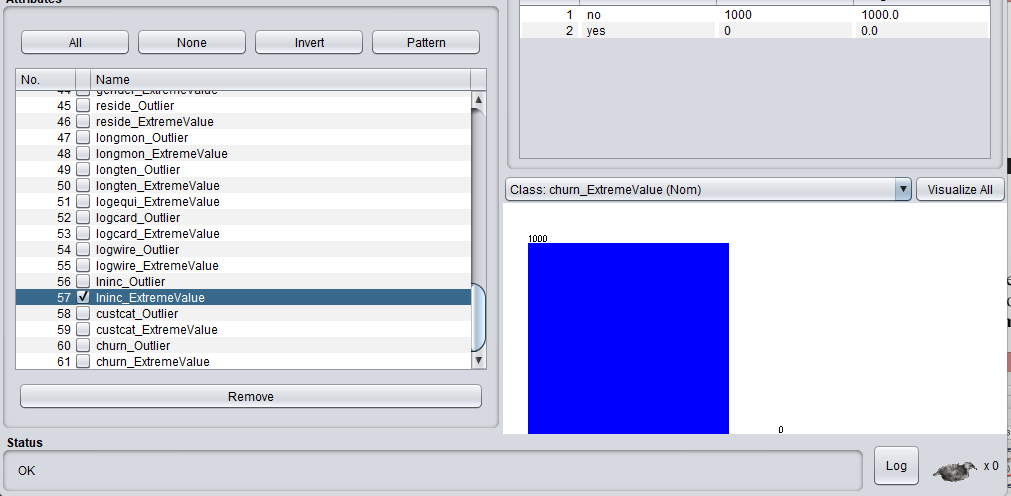 1 no 1000 1000.0
2 yes 0 0.0
All None Invert Pattern
No. Name
45 reside_Outlier
46 reside_ExtremeValue
47 longmon_Outlier
48 longmon_ExtremeValue
49 longten_Outlier
50 longten_ExtremeValue
51 logequi_ExtremeValue
52 logcard_Outlier
53 logcard_ExtremeValue
54 logwire_Outlier
55 logwire_ExtremeValue
56 lninc_Outlier
57 lninc_ExtremeValue
58 custcat_Outlier
59 custcat_ExtremeValue
60 churn_Outlier
61 churn_ExtremeValue
Remove
Class: churn_ExtremeValue (Nom) Visualize All
1000
0
Status
OK
Log x 0